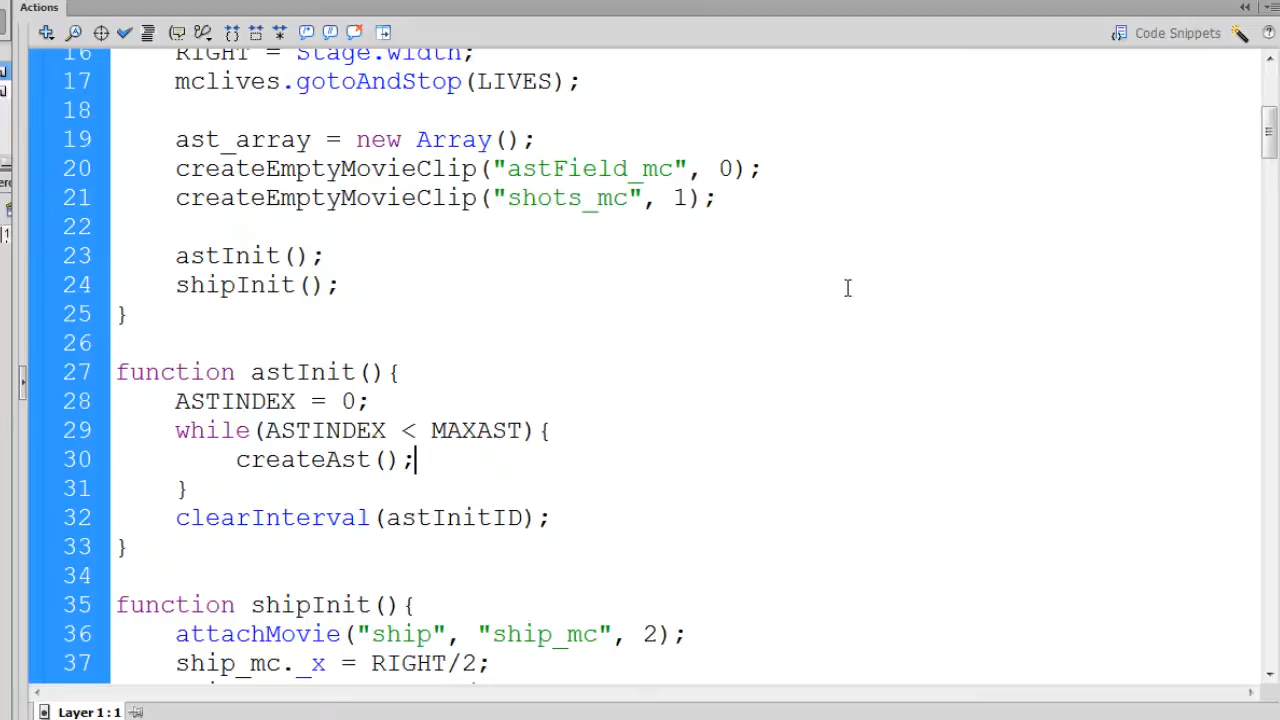 Actions
Code Snippets
16 RIGHT = Stage.width;
17 mclives.gotoAndStop(LIVES);
18
19 ast_array = new Array();
20 createEmptyMovieClip("astField_mc", 0);
21 createEmptyMovieClip("shots_mc", 1);
22
23 astInit();
24 shipInit();
25 }
26
27 function astInit(){
28 ASTINDEX = 0;
29 while(ASTINDEX < MAXAST){
30 createAst();
31 }
32 clearInterval(astInitID);
33 }
34
35 function shipInit(){
36 attachMovie("ship", "ship_mc", 2);
37 ship_mc._x = RIGHT/2;
Layer 1:1